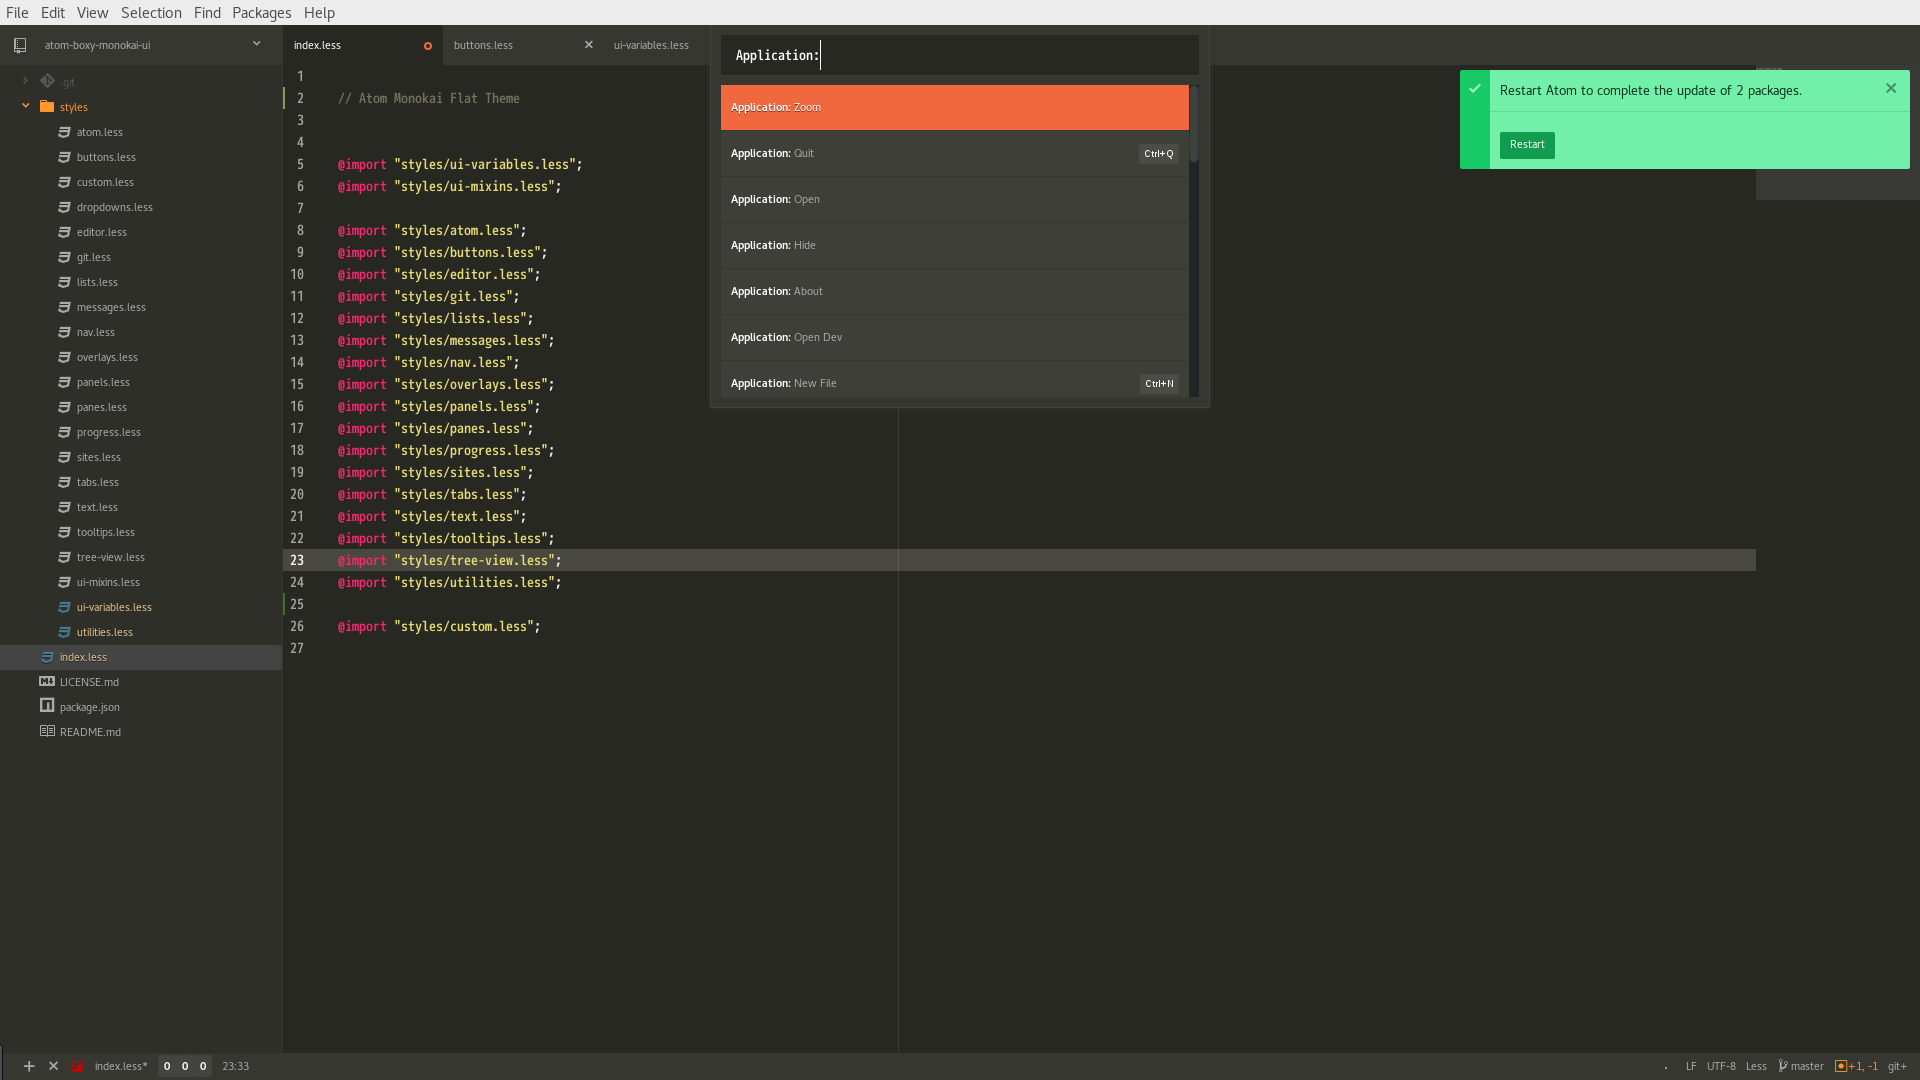 File Edit View Selection Find Packages Help
atom-boxy-monokai-ui
.git
styles
atom.less
buttons.less
custom.less
dropdowns.less
editor.less
git.less
lists.less
messages.less
nav.less
overlays.less
panels.less
panes.less
progress.less
sites.less
tabs.less
text.less
tooltips.less
tree-view.less
ui-mixins.less
ui-variables.less
utilities.less
index.less
LICENSE.md
package.json
README.md
index.less buttons.less ui-variables.less
1
2 // Atom Monokai Flat Theme
3
4
5 @import "styles/ui-variables.less";
6 @import "styles/ui-mixins.less";
7
8 @import "styles/atom.less";
9 @import "styles/buttons.less";
10 @import "styles/editor.less";
11 @import "styles/git.less";
12 @import "styles/lists.less";
13 @import "styles/messages.less";
14 @import "styles/nav.less";
15 @import "styles/overlays.less";
16 @import "styles/panels.less";
17 @import "styles/panes.less";
18 @import "styles/progress.less";
19 @import "styles/sites.less";
20 @import "styles/tabs.less";
21 @import "styles/text.less";
22 @import "styles/tooltips.less";
23 @import "styles/tree-view.less";
24 @import "styles/utilities.less";
25
26 @import "styles/custom.less";
27
Application:
Application: Zoom
Application: Quit Ctrl+Q
Application: Open
Application: Hide
Application: About
Application: Open Dev
Application: New File Ctrl+N
Restart Atom to complete the update of 2 packages.
Restart
index.less* 0 0 0 23:33
LF UTF-8 Less master +1, -1 git+